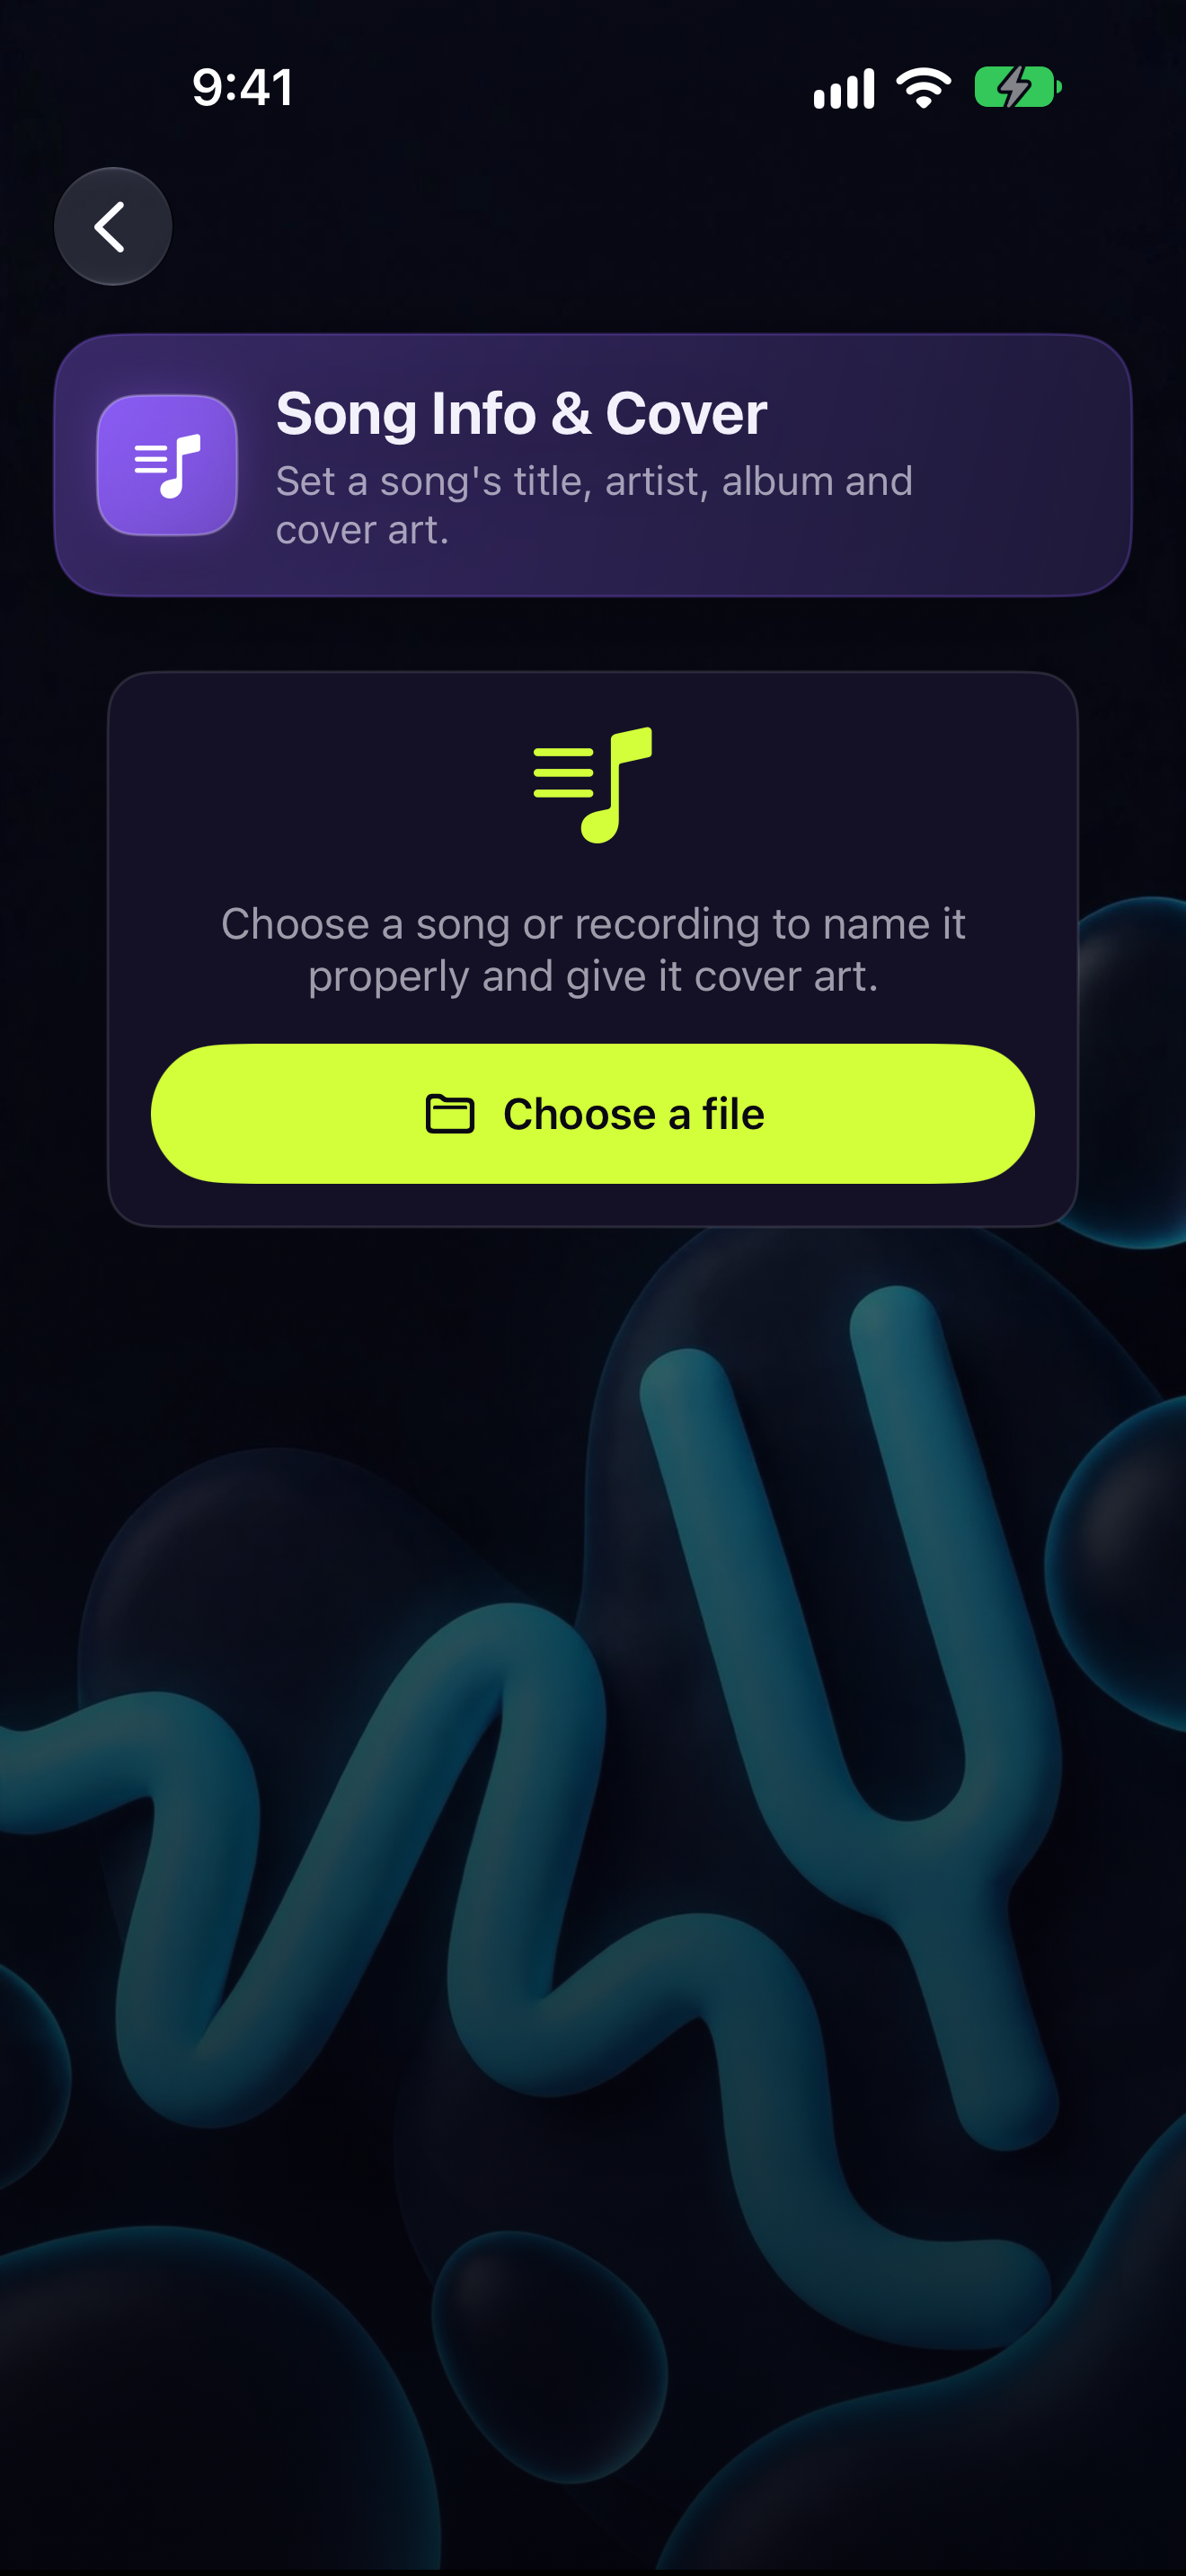 9:41
Song Info & Cover
Set a song's title, artist, album and
cover art.
Choose a song or recording to name it
properly and give it cover art.
Choose a file